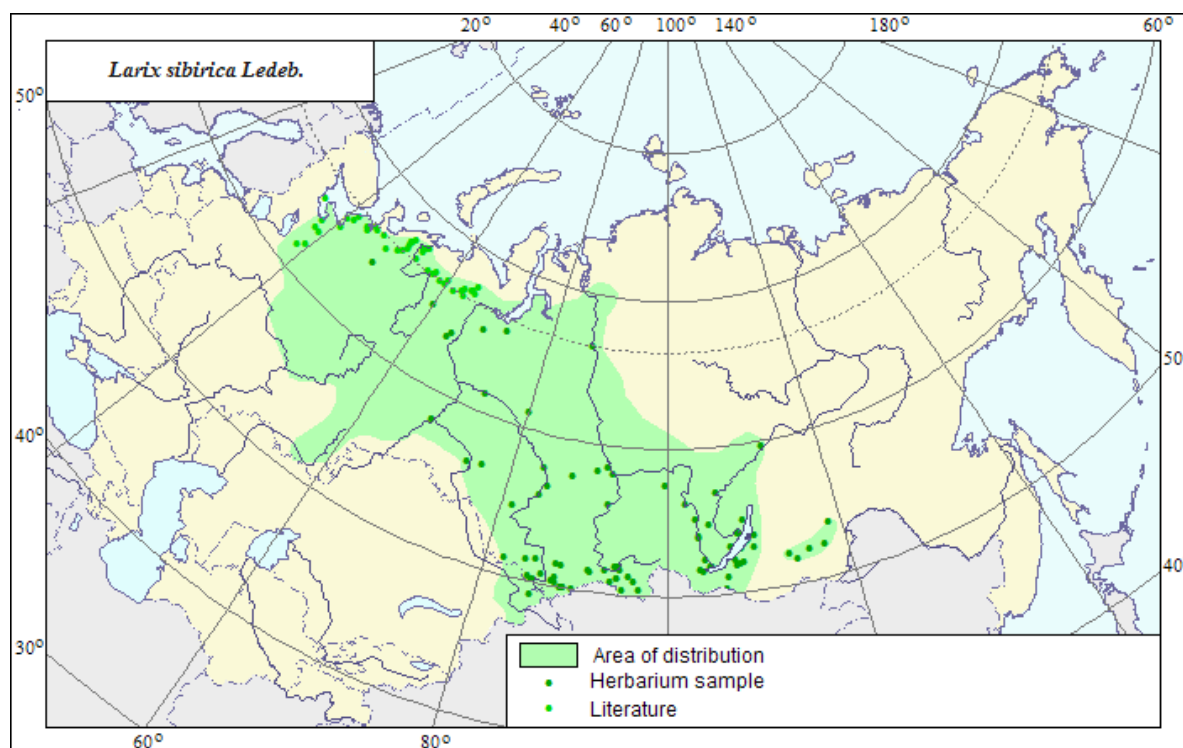 20° 40° 60° 100° 140° 180° 60°
Larix sibirica Ledeb.
50°
50°
40°
40°
30°
Area of distribution
Herbarium sample
Literature
60° 80°